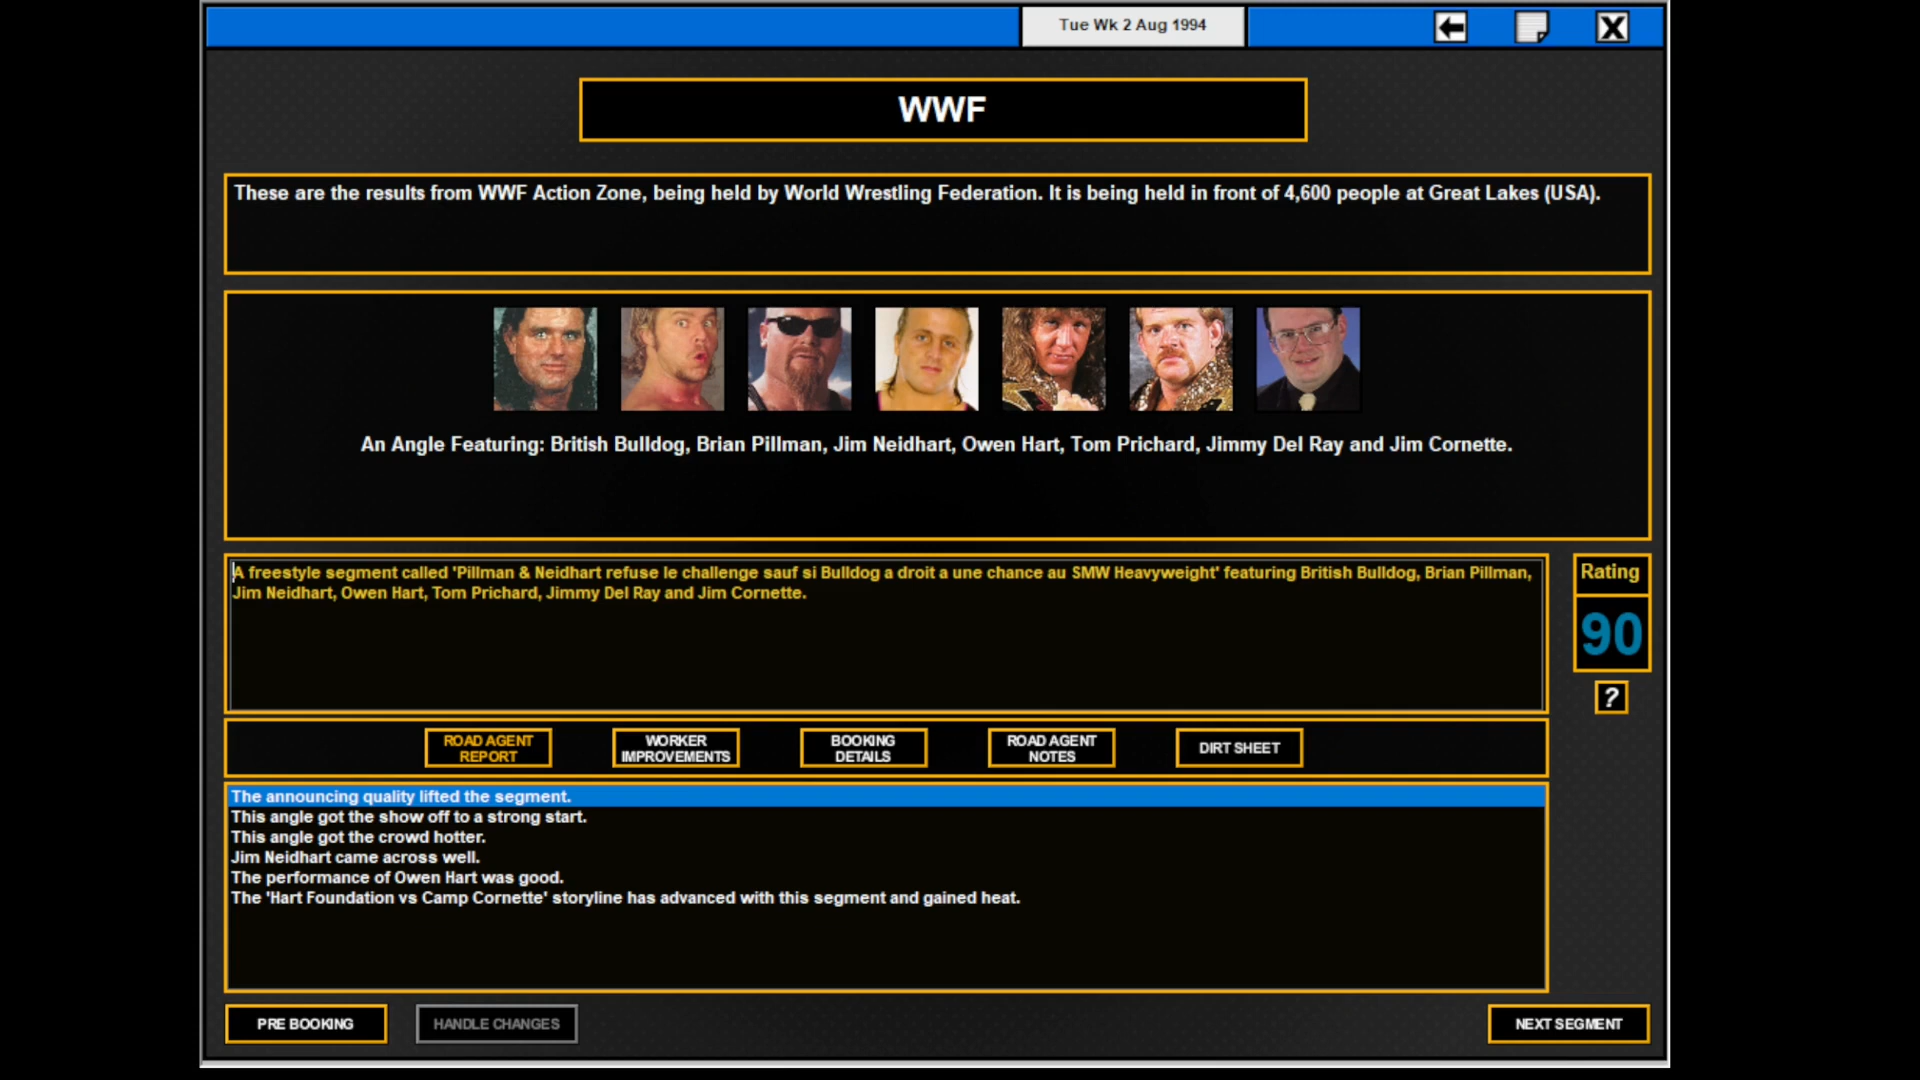 Tue Wk 2 Aug 1994
WWF
These are the results from WWF Action Zone, being held by World Wrestling Federation. It is being held in front of 4,600 people at Great Lakes (USA).
An Angle Featuring: British Bulldog, Brian Pillman, Jim Neidhart, Owen Hart, Tom Prichard, Jimmy Del Ray and Jim Cornette.
A freestyle segment called 'Pillman & Neidhart refuse le challenge sauf si Bulldog a droit a une chance au SMW Heavyweight' featuring British Bulldog, Brian Pillman,
Jim Neidhart, Owen Hart, Tom Prichard, Jimmy Del Ray and Jim Cornette.
Rating
90
?
ROAD AGENT
REPORT
WORKER
IMPROVEMENTS
BOOKING
DETAILS
ROAD AGENT
NOTES
DIRT SHEET
The announcing quality lifted the segment.
This angle got the show off to a strong start.
This angle got the crowd hotter.
Jim Neidhart came across well.
The performance of Owen Hart was good.
The 'Hart Foundation vs Camp Cornette' storyline has advanced with this segment and gained heat.
PRE BOOKING
HANDLE CHANGES
NEXT SEGMENT